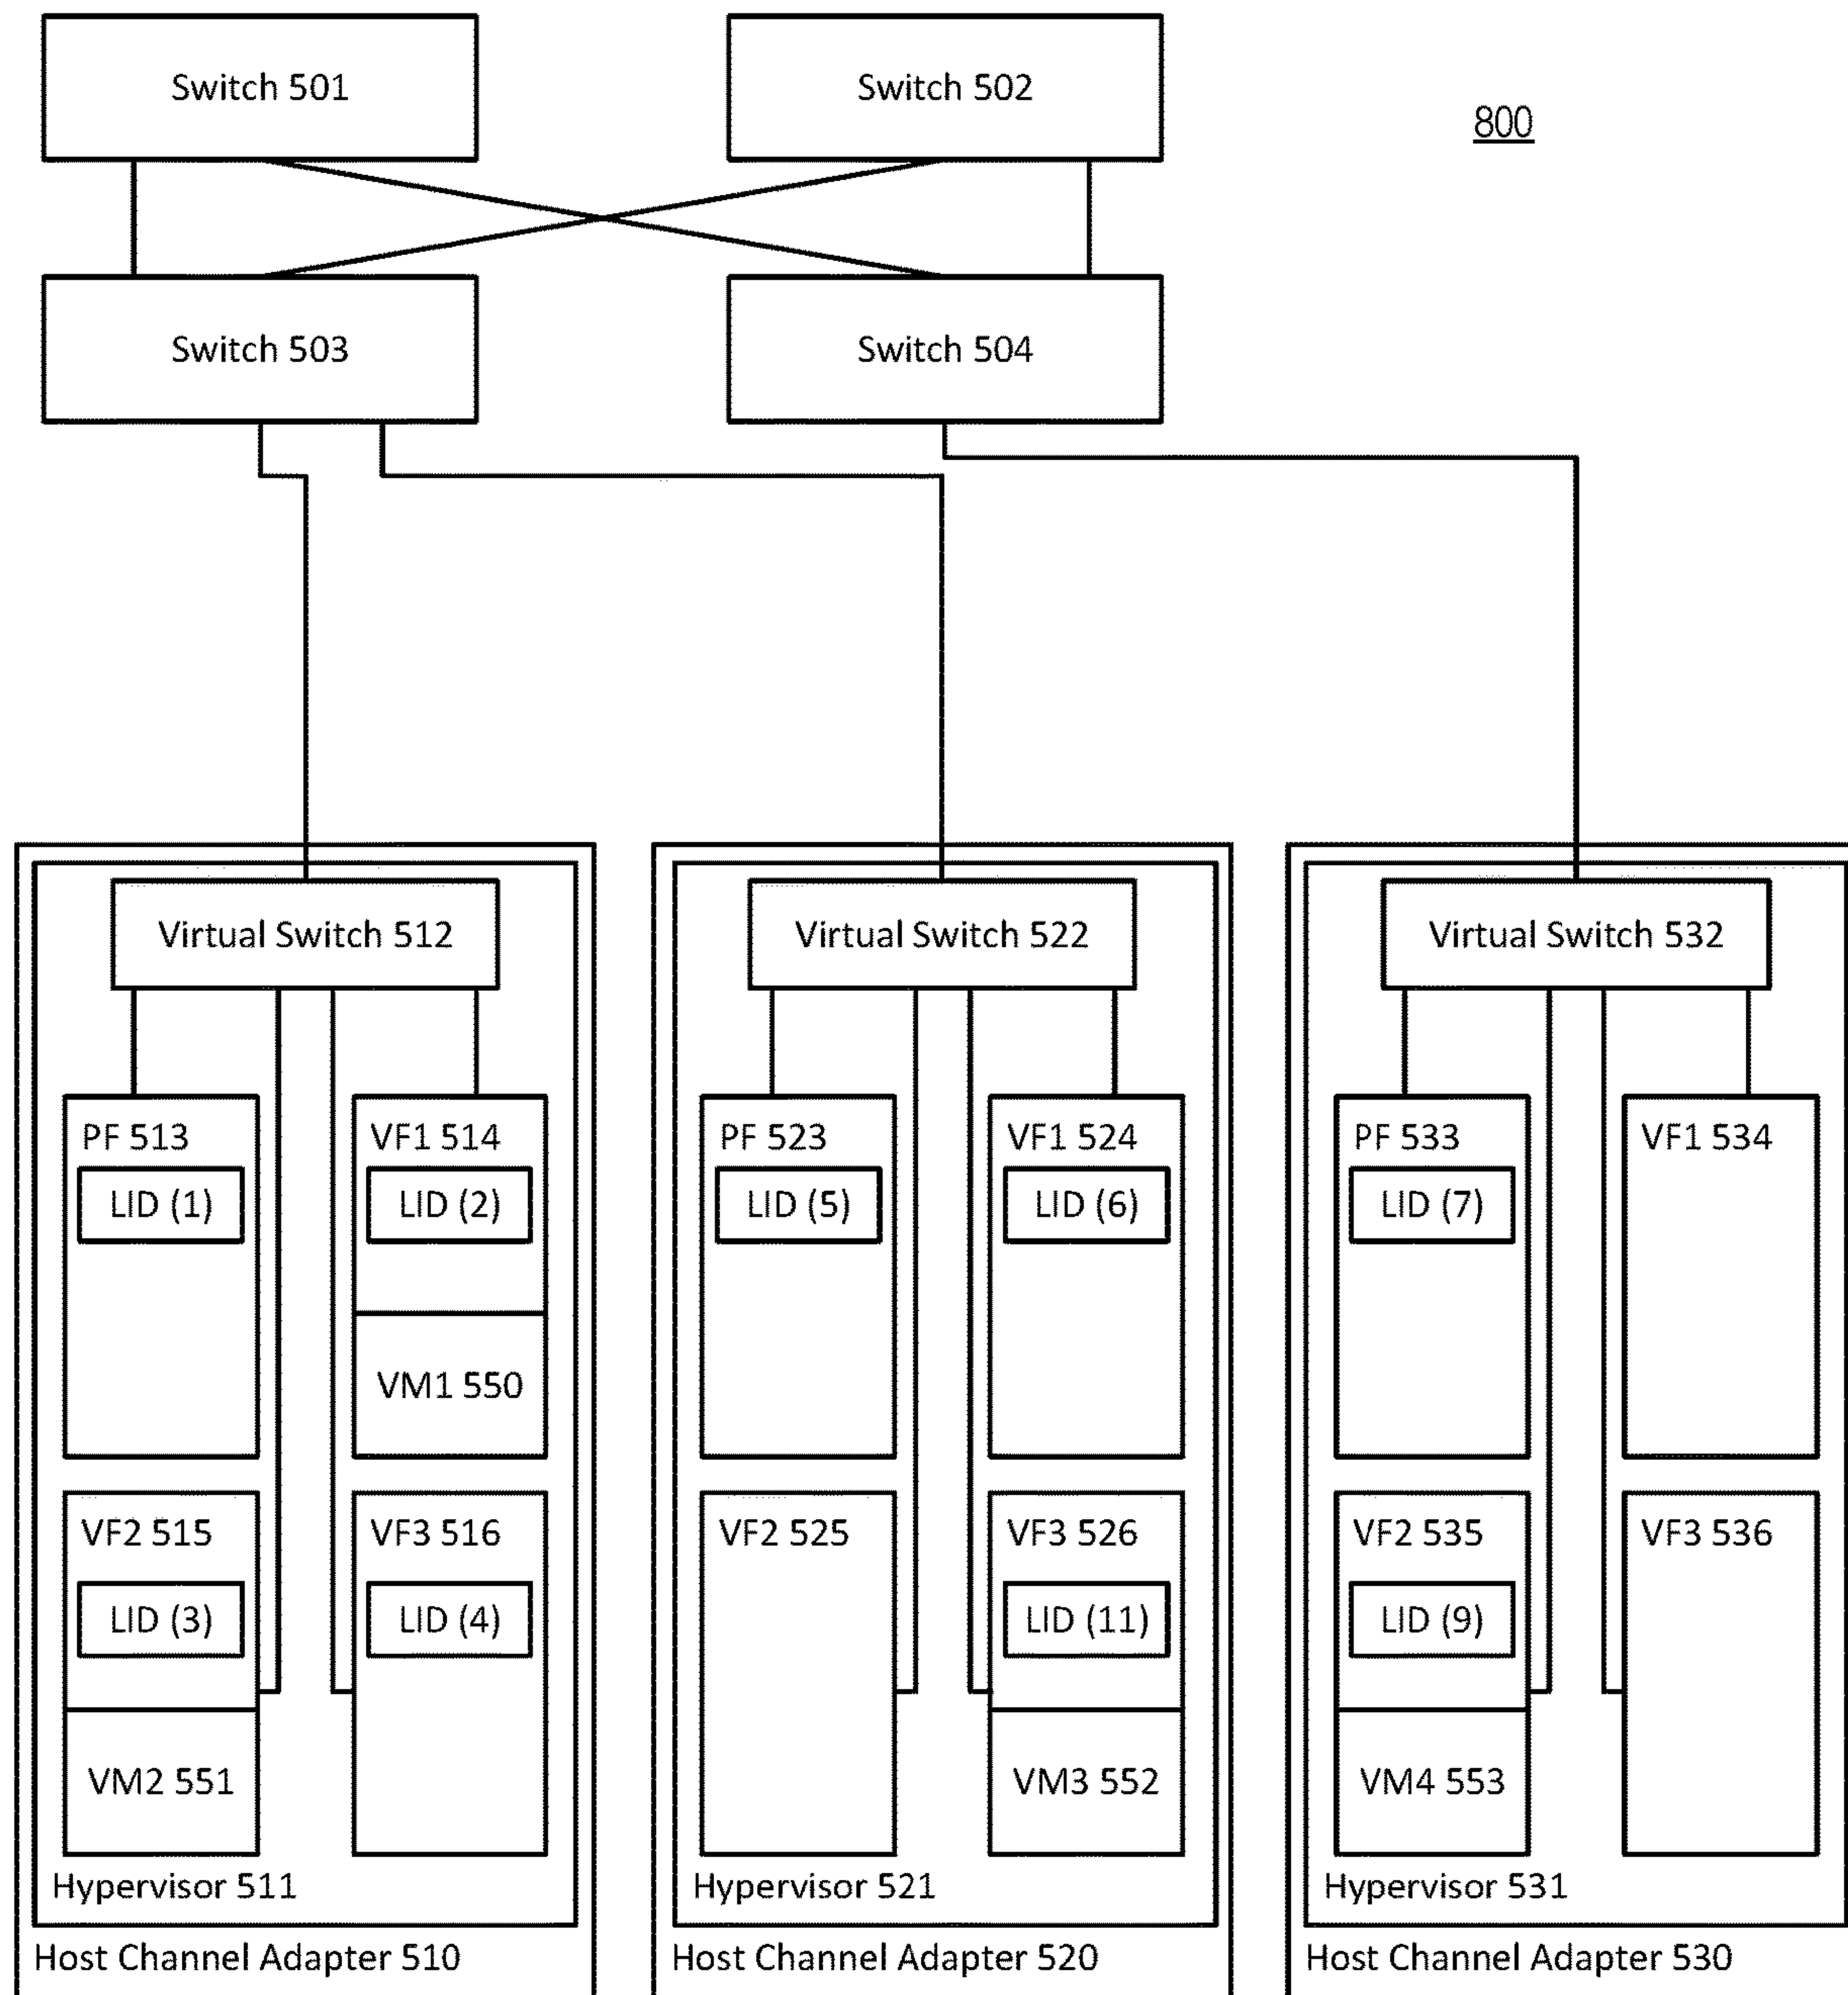 Switch 501
Switch 502
800
Switch 503
Switch 504
Virtual Switch 512
Virtual Switch 522
Virtual Switch 532
PF 513
LID (1)
VF1 514
LID (2)
VM1 550
VF2 515
LID (3)
VM2 551
VF3 516
LID (4)
Hypervisor 511
Host Channel Adapter 510
PF 523
LID (5)
VF1 524
LID (6)
VF2 525
VF3 526
LID (11)
VM3 552
Hypervisor 521
Host Channel Adapter 520
PF 533
LID (7)
VF1 534
VF2 535
LID (9)
VM4 553
VF3 536
Hypervisor 531
Host Channel Adapter 530